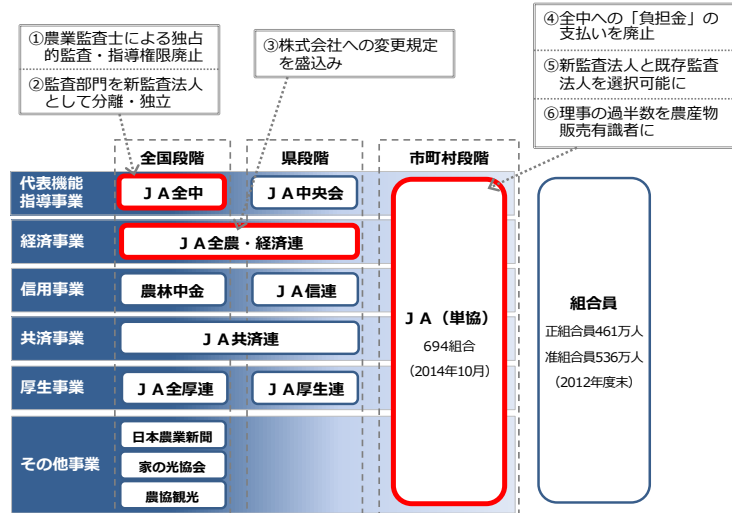 ①農業監査士による独占
的監査・指導権限廃止
②監査部門を新監査法人
として分離・独立
③株式会社への変更規定
を盛込み
④全中への「負担金」の
支払いを廃止
⑤新監査法人と既存監査
法人を選択可能に
⑥理事の過半数を農産物
販売有識者に
全国段階
県段階
市町村段階
代表機能
指導事業
ＪＡ全中
ＪＡ中央会
経済事業
ＪＡ全農・経済連
信用事業
農林中金
ＪＡ信連
共済事業
ＪＡ共済連
厚生事業
ＪＡ全厚連
ＪＡ厚生連
その他事業
日本農業新聞
家の光協会
農協観光
ＪＡ（単協）
694組合
（2014年10月）
組合員
正組合員461万人
准組合員536万人
（2012年度末）